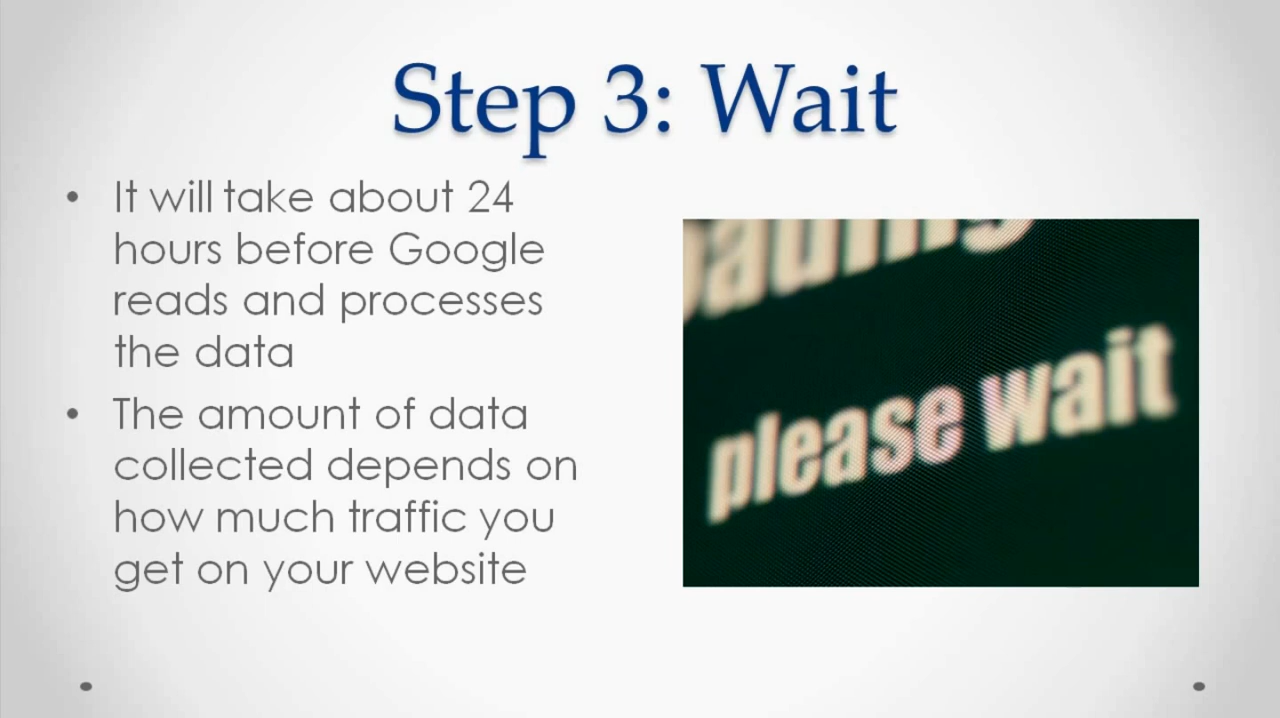 Step 3: Wait
• It will take about 24
hours before Google
reads and processes
the data
• The amount of data
collected depends on
how much traffic you
get on your website
please wait